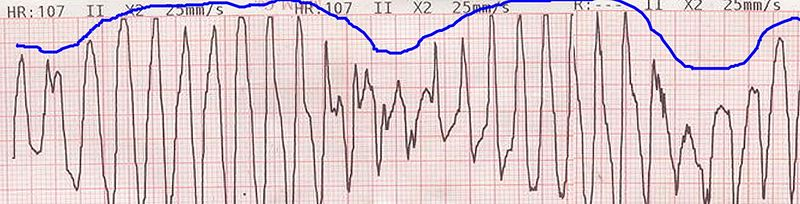 HR:107 II X2 25mm/s HR:107 II X2 25mm/s R:--- II X2 25mm/s